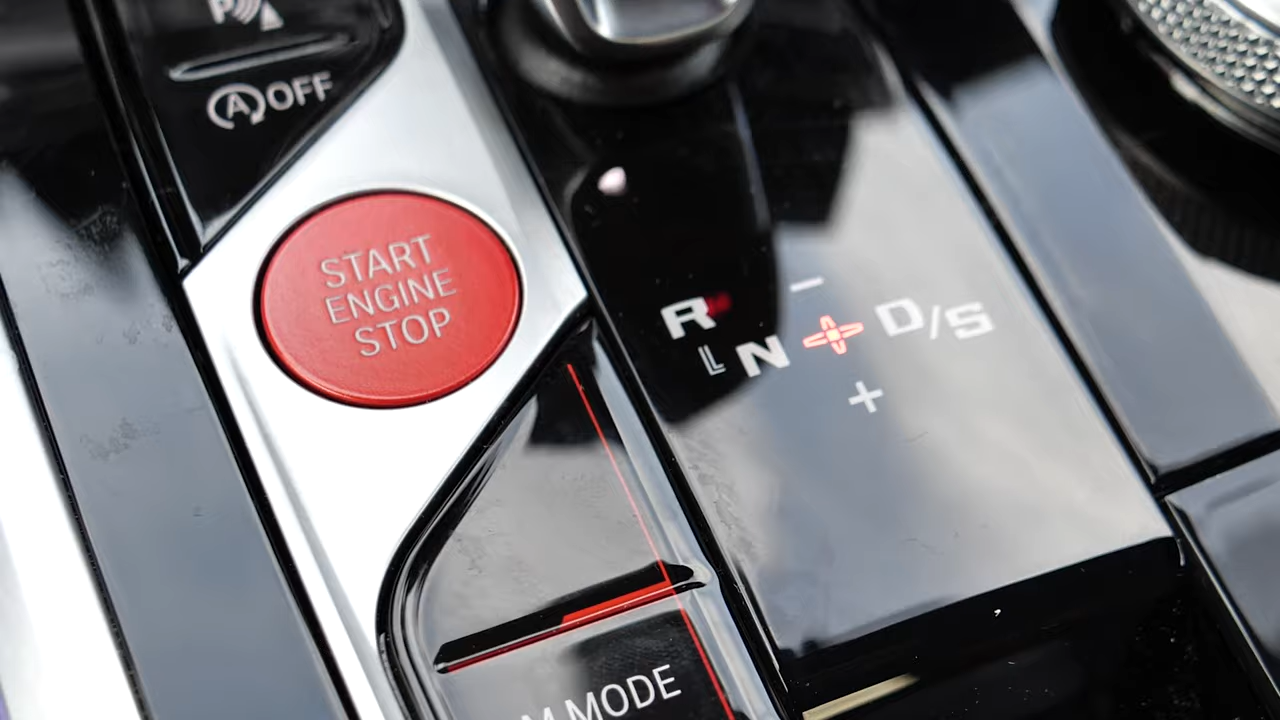 P
A OFF
START
ENGINE
STOP
R
N
D/S
−
+
M MODE